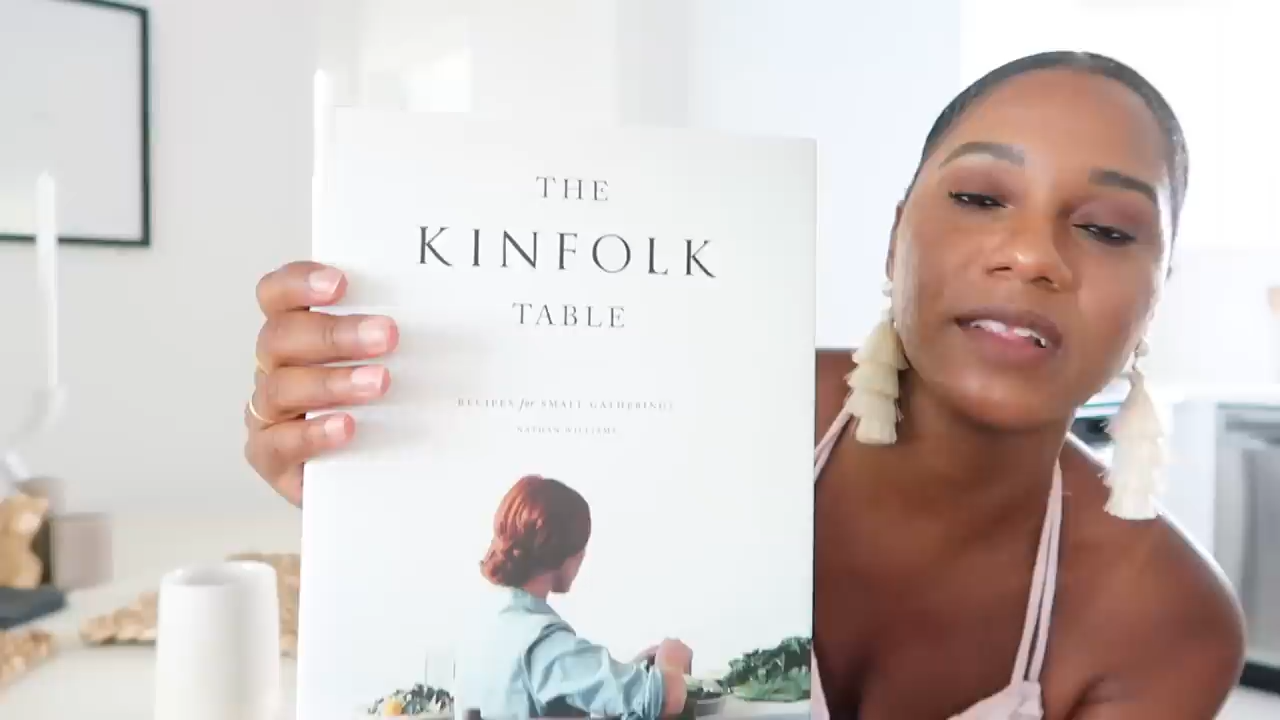 THE
KINFOLK
TABLE
RECIPES for SMALL GATHERINGS
NATHAN WILLIAMS